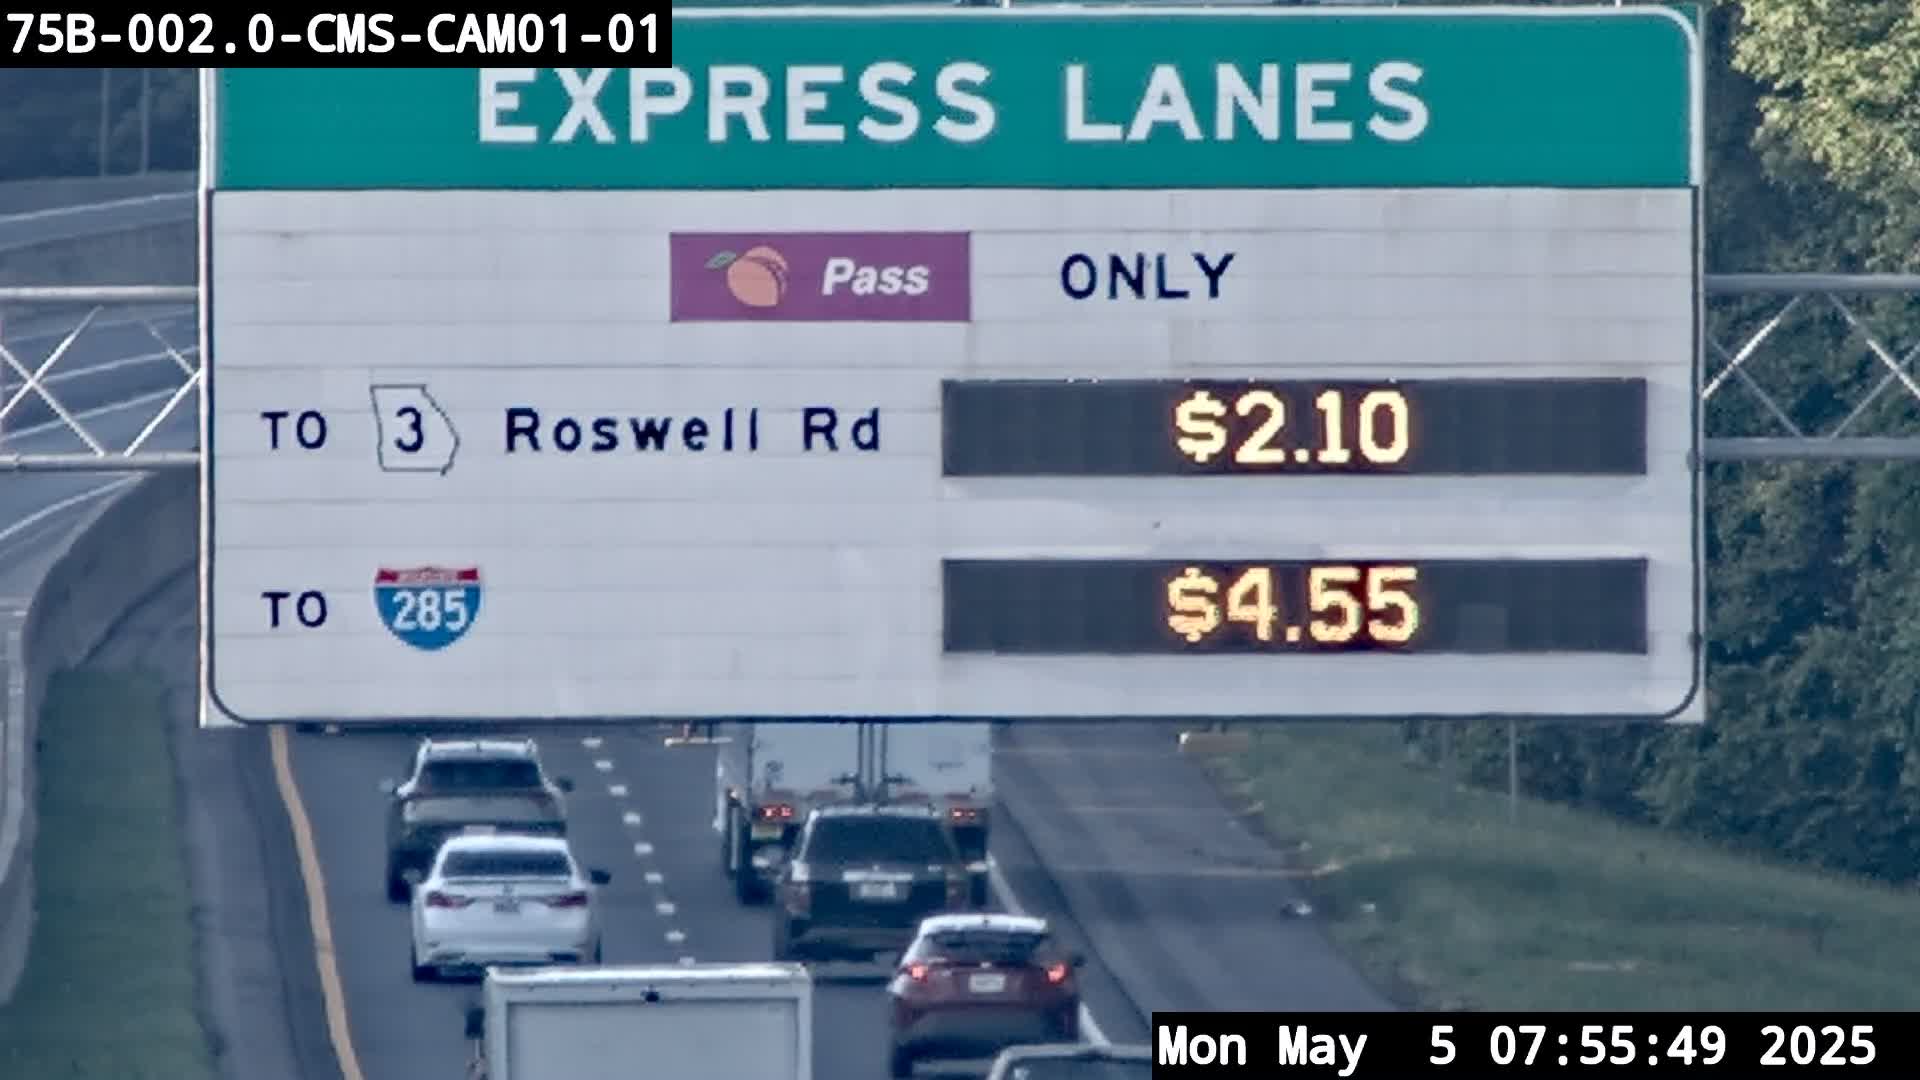 75B-002.0-CMS-CAM01-01
EXPRESS LANES
Pass ONLY
TO 3 Roswell Rd $2.10
TO 285 $4.55
Mon May 5 07:55:49 2025